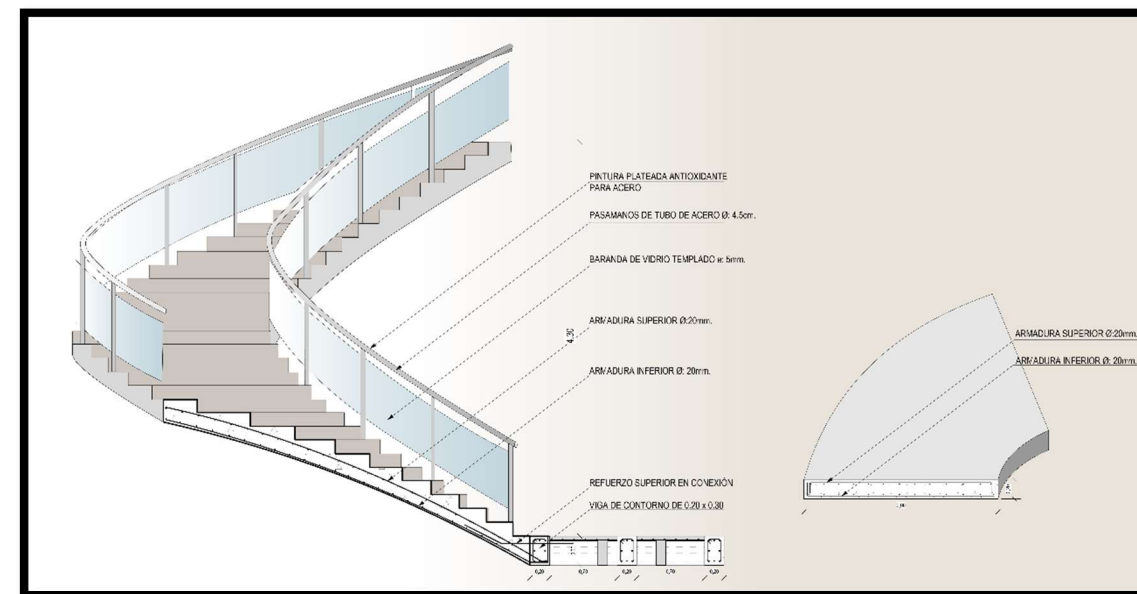 PINTURA PLATEADA ANTIOXIDANTE
PARA ACERO
PASAMANOS DE TUBO DE ACERO Ø: 4.5cm.
BARANDA DE VIDRIO TEMPLADO e: 5mm.
ARMADURA SUPERIOR Ø:20mm.
4.30
ARMADURA INFERIOR Ø: 20mm.
REFUERZO SUPERIOR EN CONEXIÓN
VIGA DE CONTORNO DE 0.20 x 0.30
0,20
0,70
0,20
0,70
0,20
ARMADURA SUPERIOR Ø:20mm.
ARMADURA INFERIOR Ø: 20mm.